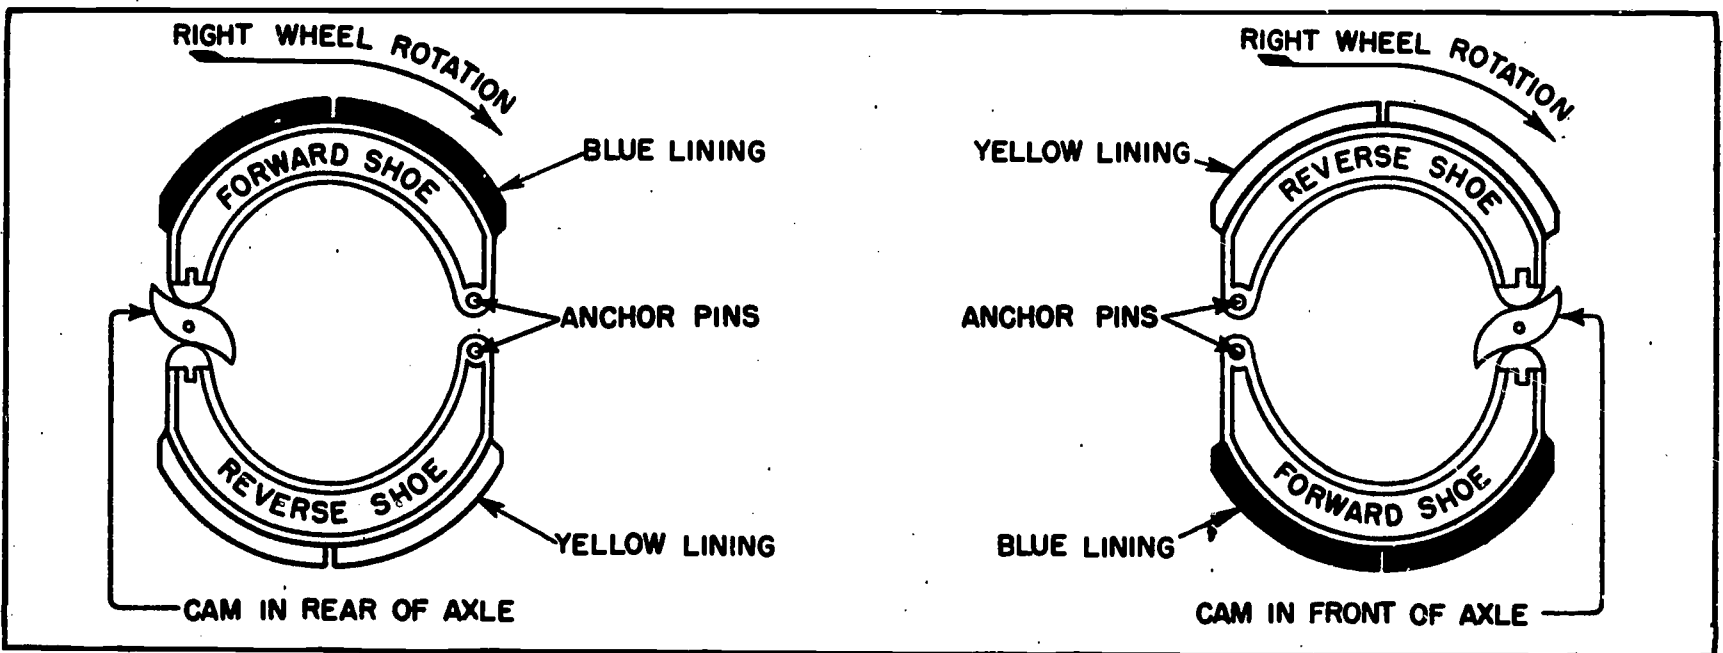 RIGHT WHEEL ROTATION
BLUE LINING
FORWARD SHOE
ANCHOR PINS
REVERSE SHOE
YELLOW LINING
CAM IN REAR OF AXLE
RIGHT WHEEL ROTATION
YELLOW LINING
REVERSE SHOE
ANCHOR PINS
FORWARD SHOE
BLUE LINING
CAM IN FRONT OF AXLE